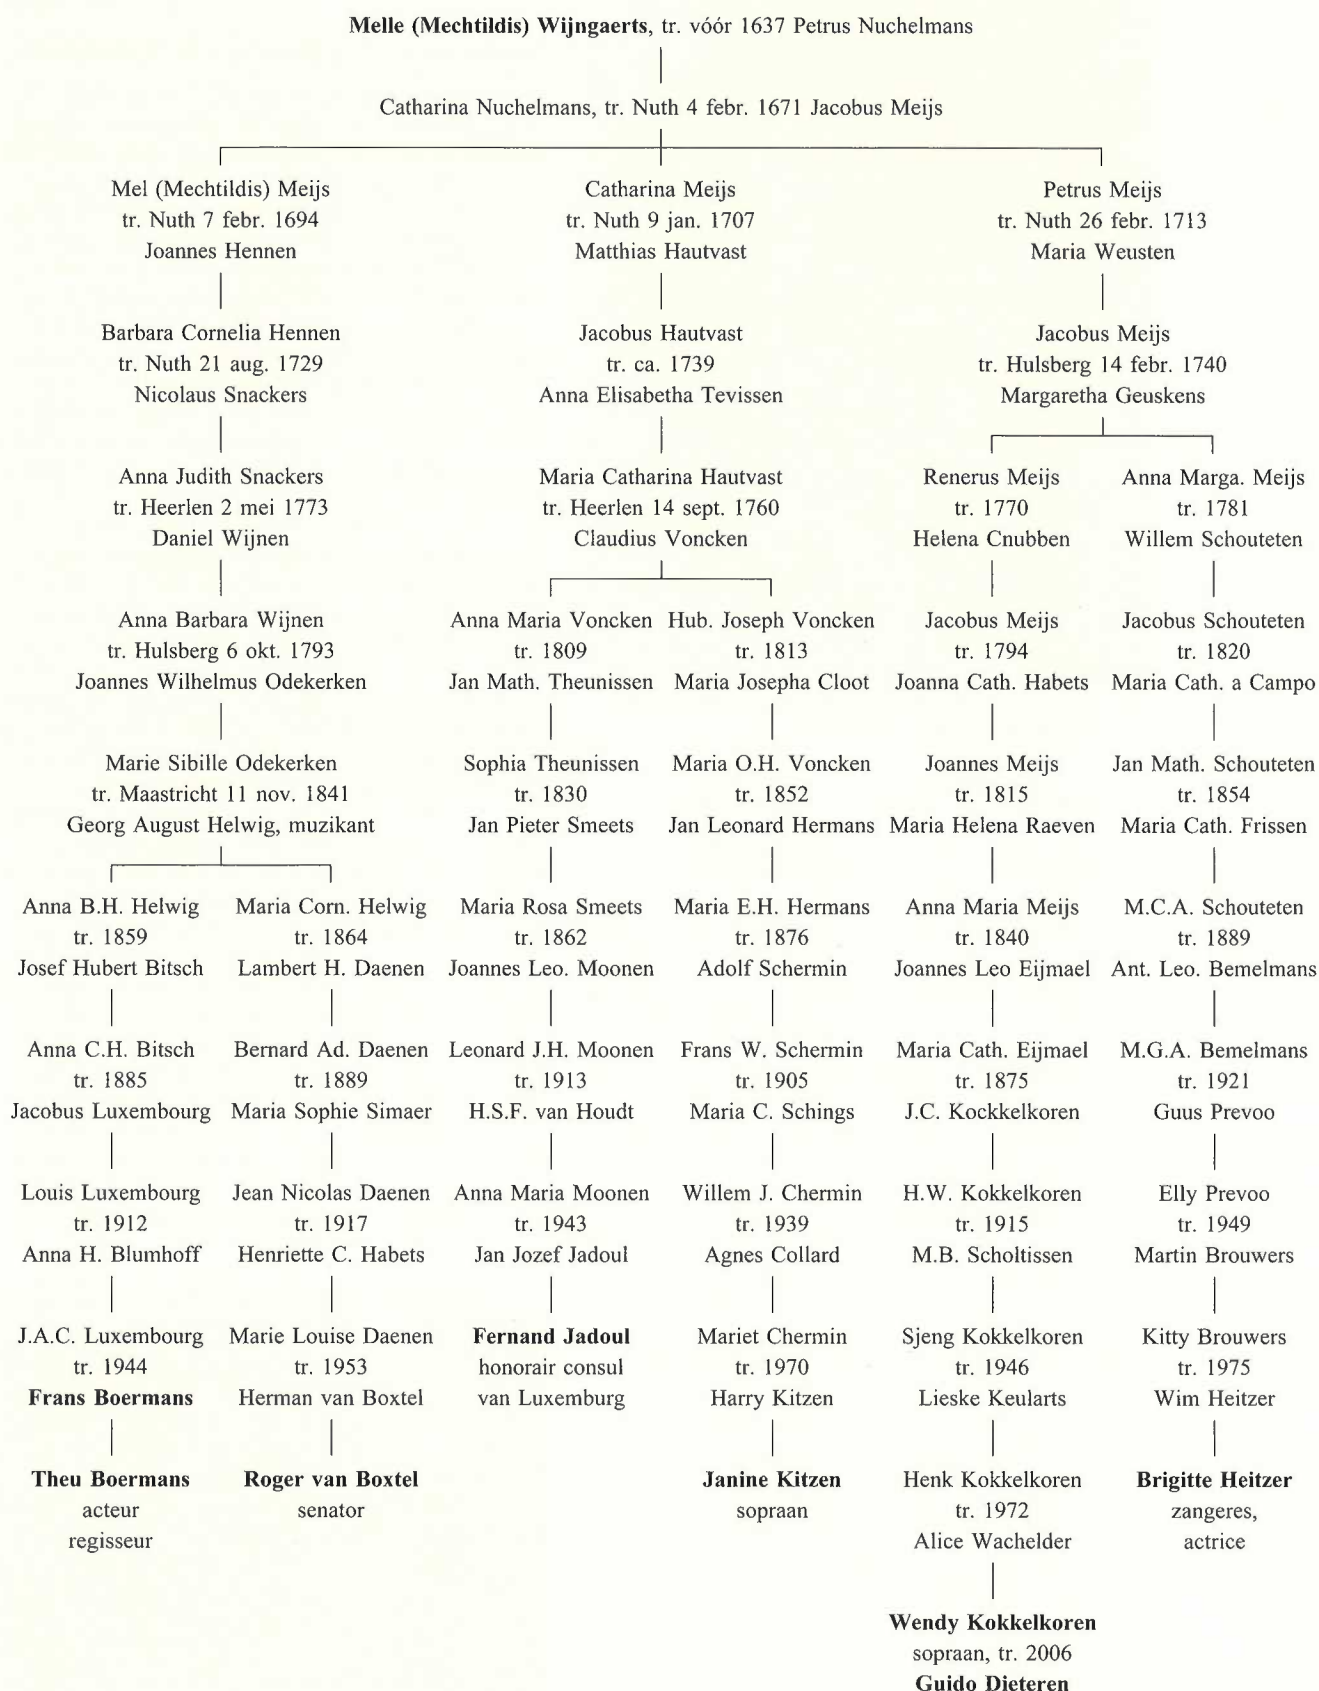 Melle (Mechtildis) Wijngaerts, tr. vóór 1637 Petrus Nuchelmans
Catharina Nuchelmans, tr. Nuth 4 febr. 1671 Jacobus Meijs
Mel (Mechtildis) Meijs Catharina Meijs Petrus Meijs
tr. Nuth 7 febr. 1694 tr. Nuth 9 jan. 1707 tr. Nuth 26 febr. 1713
Joannes Hennen Matthias Hautvast Maria Weusten
Barbara Cornelia Hennen Jacobus Hautvast Jacobus Meijs
tr. Nuth 21 aug. 1729 tr. ca. 1739 tr. Hulsberg 14 febr. 1740
Nicolaus Snackers Anna Elisabetha Tevissen Margaretha Geuskens
Anna Judith Snackers Maria Catharina Hautvast Renerus Meijs Anna Marga. Meijs
tr. Heerlen 2 mei 1773 tr. Heerlen 14 sept. 1760 tr. 1770 tr. 1781
Daniel Wijnen Claudius Voncken Helena Cnubben Willem Schouteten
Anna Barbara Wijnen Anna Maria Voncken Hub. Joseph Voncken Jacobus Meijs Jacobus Schouteten
tr. Hulsberg 6 okt. 1793 tr. 1809 tr. 1813 tr. 1794 tr. 1820
Joannes Wilhelmus Odekerken Jan Math. Theunissen Maria Josepha Cloot Joanna Cath. Habets Maria Cath. a Campo
Marie Sibille Odekerken Sophia Theunissen Maria O.H. Voncken Joannes Meijs Jan Math. Schouteten
tr. Maastricht 11 nov. 1841 tr. 1830 tr. 1852 tr. 1815 tr. 1854
Georg August Helwig, muzikant Jan Pieter Smeets Jan Leonard Hermans Maria Helena Raeven Maria Cath. Frissen
Anna B.H. Helwig Maria Corn. Helwig Maria Rosa Smeets Maria E.H. Hermans Anna Maria Meijs M.C.A. Schouteten
tr. 1859 tr. 1864 tr. 1862 tr. 1876 tr. 1840 tr. 1889
Josef Hubert Bitsch Lambert H. Daenen Joannes Leo. Moonen Adolf Schermin Joannes Leo Eijmael Ant. Leo. Bemelmans
Anna C.H. Bitsch Bernard Ad. Daenen Leonard J.H. Moonen Frans W. Schermin Maria Cath. Eijmael M.G.A. Bemelmans
tr. 1885 tr. 1889 tr. 1913 tr. 1905 tr. 1875 tr. 1921
Jacobus Luxembourg Maria Sophie Simaer H.S.F. van Houdt Maria C. Schings J.C. Kockkelkoren Guus Prevoo
Louis Luxembourg Jean Nicolas Daenen Anna Maria Moonen Willem J. Chermin H.W. Kokkelkoren Elly Prevoo
tr. 1912 tr. 1917 tr. 1943 tr. 1939 tr. 1915 tr. 1949
Anna H. Blumhoff Henriette C. Habets Jan Jozef Jadoul Agnes Collard M.B. Scholtissen Martin Brouwers
J.A.C. Luxembourg Marie Louise Daenen Fernand Jadoul Mariet Chermin Sjeng Kokkelkoren Kitty Brouwers
tr. 1944 tr. 1953 honorair consul tr. 1970 tr. 1946 tr. 1975
Frans Boermans Herman van Boxtel van Luxemburg Harry Kitzen Lieske Keularts Wim Heitzer
Theu Boermans Roger van Boxtel Janine Kitzen Henk Kokkelkoren Brigitte Heitzer
acteur senator sopraan tr. 1972 zangeres,
regisseur Alice Wachelder actrice
Wendy Kokkelkoren
sopraan, tr. 2006
Guido Dieteren